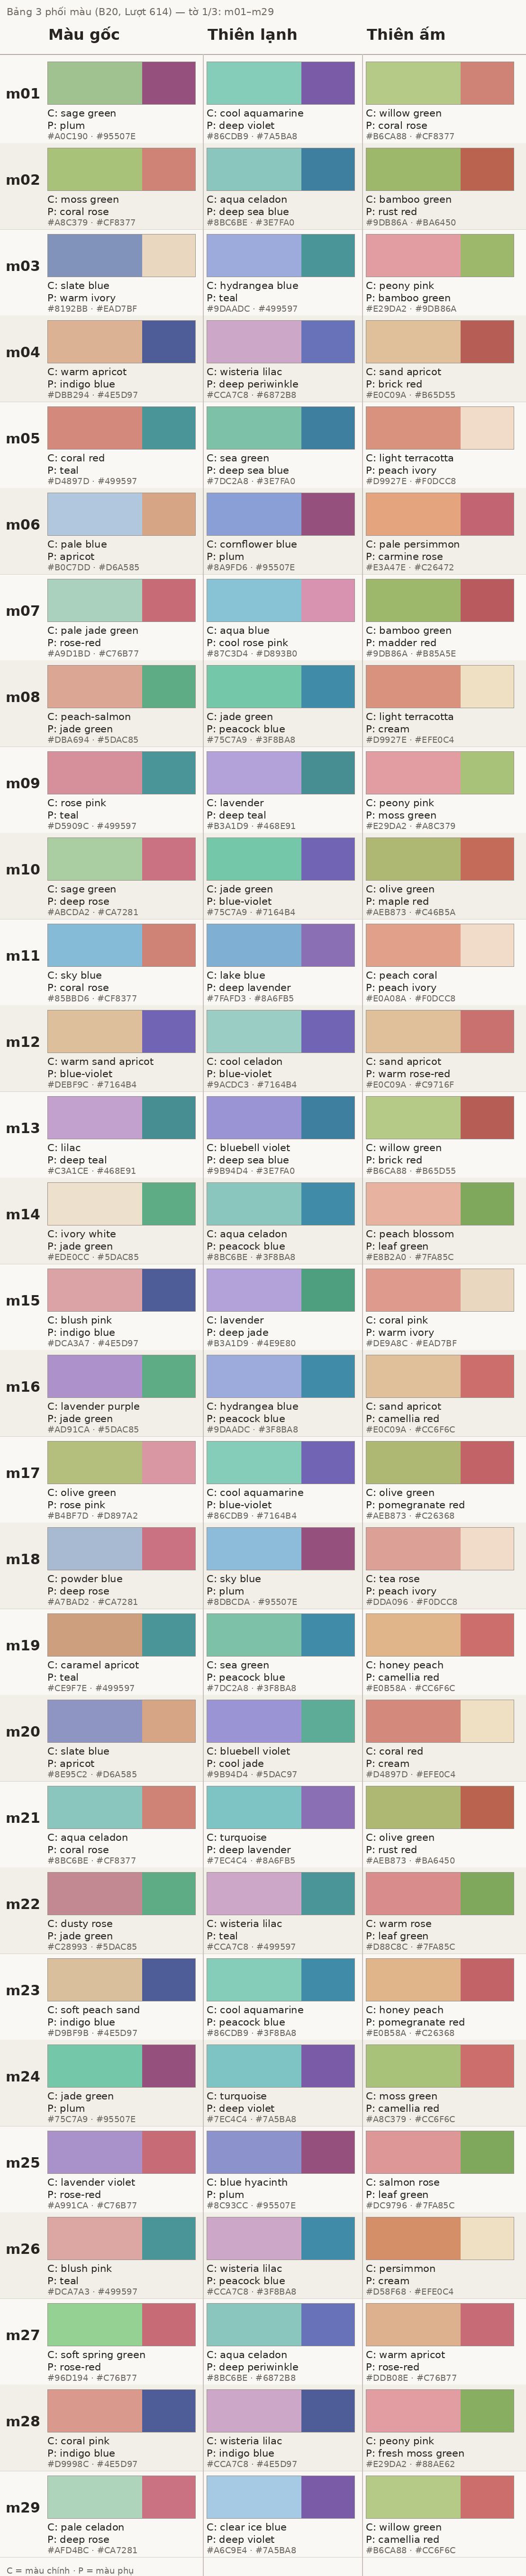 Bảng 3 phối màu (B20, Lượt 614) — tờ 1/3: m01–m29
Màu gốc Thiên lạnh Thiên ấm
m01
C: sage green C: cool aquamarine C: willow green
P: plum P: deep violet P: coral rose
#A0C190 · #95507E #86CDB9 · #7A5BA8 #B6CA88 · #CF8377
m02
C: moss green C: aqua celadon C: bamboo green
P: coral rose P: deep sea blue P: rust red
#A8C379 · #CF8377 #8BC6BE · #3E7FA0 #9DB86A · #BA6450
m03
C: slate blue C: hydrangea blue C: peony pink
P: warm ivory P: teal P: bamboo green
#8192BB · #EAD7BF #9DAADC · #499597 #E29DA2 · #9DB86A
m04
C: warm apricot C: wisteria lilac C: sand apricot
P: indigo blue P: deep periwinkle P: brick red
#DBB294 · #4E5D97 #CCA7C8 · #6872B8 #E0C09A · #B65D55
m05
C: coral red C: sea green C: light terracotta
P: teal P: deep sea blue P: peach ivory
#D4897D · #499597 #7DC2A8 · #3E7FA0 #D9927E · #F0DCC8
m06
C: pale blue C: cornflower blue C: pale persimmon
P: apricot P: plum P: carmine rose
#B0C7DD · #D6A585 #8A9FD6 · #95507E #E3A47E · #C26472
m07
C: pale jade green C: aqua blue C: bamboo green
P: rose-red P: cool rose pink P: madder red
#A9D1BD · #C76B77 #87C3D4 · #D893B0 #9DB86A · #B85A5E
m08
C: peach-salmon C: jade green C: light terracotta
P: jade green P: peacock blue P: cream
#DBA694 · #5DAC85 #75C7A9 · #3F8BA8 #D9927E · #EFE0C4
m09
C: rose pink C: lavender C: peony pink
P: teal P: deep teal P: moss green
#D5909C · #499597 #B3A1D9 · #468E91 #E29DA2 · #A8C379
m10
C: sage green C: jade green C: olive green
P: deep rose P: blue-violet P: maple red
#ABCDA2 · #CA7281 #75C7A9 · #7164B4 #AEB873 · #C46B5A
m11
C: sky blue C: lake blue C: peach coral
P: coral rose P: deep lavender P: peach ivory
#85BBD6 · #CF8377 #7FAFD3 · #8A6FB5 #E0A08A · #F0DCC8
m12
C: warm sand apricot C: cool celadon C: sand apricot
P: blue-violet P: blue-violet P: warm rose-red
#DEBF9C · #7164B4 #9ACDC3 · #7164B4 #E0C09A · #C9716F
m13
C: lilac C: bluebell violet C: willow green
P: deep teal P: deep sea blue P: brick red
#C3A1CE · #468E91 #9B94D4 · #3E7FA0 #B6CA88 · #B65D55
m14
C: ivory white C: aqua celadon C: peach blossom
P: jade green P: peacock blue P: leaf green
#EDE0CC · #5DAC85 #8BC6BE · #3F8BA8 #E8B2A0 · #7FA85C
m15
C: blush pink C: lavender C: coral pink
P: indigo blue P: deep jade P: warm ivory
#DCA3A7 · #4E5D97 #B3A1D9 · #4E9E80 #DE9A8C · #EAD7BF
m16
C: lavender purple C: hydrangea blue C: sand apricot
P: jade green P: peacock blue P: camellia red
#AD91CA · #5DAC85 #9DAADC · #3F8BA8 #E0C09A · #CC6F6C
m17
C: olive green C: cool aquamarine C: olive green
P: rose pink P: blue-violet P: pomegranate red
#B4BF7D · #D897A2 #86CDB9 · #7164B4 #AEB873 · #C26368
m18
C: powder blue C: sky blue C: tea rose
P: deep rose P: plum P: peach ivory
#A7BAD2 · #CA7281 #8DBCDA · #95507E #DDA096 · #F0DCC8
m19
C: caramel apricot C: sea green C: honey peach
P: teal P: peacock blue P: camellia red
#CE9F7E · #499597 #7DC2A8 · #3F8BA8 #E0B58A · #CC6F6C
m20
C: slate blue C: bluebell violet C: coral red
P: apricot P: cool jade P: cream
#8E95C2 · #D6A585 #9B94D4 · #5DAC97 #D4897D · #EFE0C4
m21
C: aqua celadon C: turquoise C: olive green
P: coral rose P: deep lavender P: rust red
#8BC6BE · #CF8377 #7EC4C4 · #8A6FB5 #AEB873 · #BA6450
m22
C: dusty rose C: wisteria lilac C: warm rose
P: jade green P: teal P: leaf green
#C28993 · #5DAC85 #CCA7C8 · #499597 #D88C8C · #7FA85C
m23
C: soft peach sand C: cool aquamarine C: honey peach
P: indigo blue P: peacock blue P: pomegranate red
#D9BF9B · #4E5D97 #86CDB9 · #3F8BA8 #E0B58A · #C26368
m24
C: jade green C: turquoise C: moss green
P: plum P: deep violet P: camellia red
#75C7A9 · #95507E #7EC4C4 · #7A5BA8 #A8C379 · #CC6F6C
m25
C: lavender violet C: blue hyacinth C: salmon rose
P: rose-red P: plum P: leaf green
#A991CA · #C76B77 #8C93CC · #95507E #DC9796 · #7FA85C
m26
C: blush pink C: wisteria lilac C: persimmon
P: teal P: peacock blue P: cream
#DCA7A3 · #499597 #CCA7C8 · #3F8BA8 #D58F68 · #EFE0C4
m27
C: soft spring green C: aqua celadon C: warm apricot
P: rose-red P: deep periwinkle P: rose-red
#96D194 · #C76B77 #8BC6BE · #6872B8 #DDB08E · #C76B77
m28
C: coral pink C: wisteria lilac C: peony pink
P: indigo blue P: indigo blue P: fresh moss green
#D9998C · #4E5D97 #CCA7C8 · #4E5D97 #E29DA2 · #88AE62
m29
C: pale celadon C: clear ice blue C: willow green
P: deep rose P: deep violet P: camellia red
#AFD4BC · #CA7281 #A6C9E4 · #7A5BA8 #B6CA88 · #CC6F6C
C = màu chính · P = màu phụ